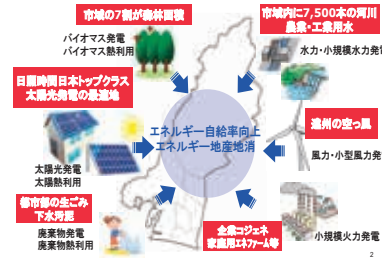 市域の7割が森林面積
バイオマス発電
バイオマス熱利用
市域内に7,500本の河川
農業・工業用水
水力・小規模水力発電
日照時間日本トップクラス
太陽光発電の最適地
太陽光発電
太陽熱利用
エネルギー自給率向上
エネルギー地産地消
遠州の空っ風
風力・小型風力発
都市部の生ごみ
下水汚泥
廃棄物発電
廃棄物熱利用
企業コジェネ
家庭用エネファーム等
小規模火力発電
2